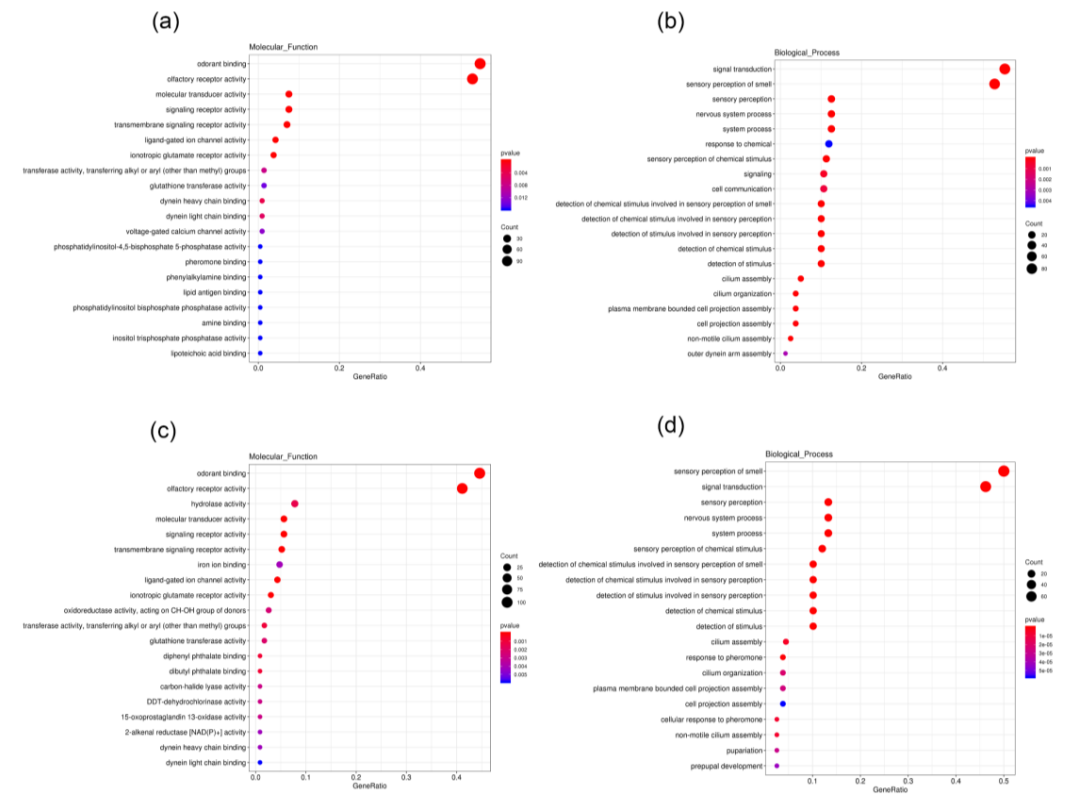 (a)
Molecular_Function
odorant binding
olfactory receptor activity
molecular transducer activity
signaling receptor activity
transmembrane signaling receptor activity
ligand-gated ion channel activity
ionotropic glutamate receptor activity
transferase activity, transferring alkyl or aryl (other than methyl) groups
glutathione transferase activity
dynein heavy chain binding
dynein light chain binding
voltage-gated calcium channel activity
phosphatidylinositol-4,5-bisphosphate 5-phosphatase activity
pheromone binding
phenylalkylamine binding
lipid antigen binding
phosphatidylinositol bisphosphate phosphatase activity
amine binding
inositol trisphosphate phosphatase activity
lipoteichoic acid binding
0.0 0.2 0.4
GeneRatio
pvalue
0.004
0.008
0.012
Count
30
60
90
(b)
Biological_Process
signal transduction
sensory perception of smell
sensory perception
nervous system process
system process
response to chemical
sensory perception of chemical stimulus
signaling
cell communication
detection of chemical stimulus involved in sensory perception of smell
detection of chemical stimulus involved in sensory perception
detection of stimulus involved in sensory perception
detection of chemical stimulus
detection of stimulus
cilium assembly
cilium organization
plasma membrane bounded cell projection assembly
cell projection assembly
non-motile cilium assembly
outer dynein arm assembly
0.0 0.2 0.4
GeneRatio
pvalue
0.001
0.002
0.003
0.004
Count
20
40
60
80
(c)
Molecular_Function
odorant binding
olfactory receptor activity
hydrolase activity
molecular transducer activity
signaling receptor activity
transmembrane signaling receptor activity
iron ion binding
ligand-gated ion channel activity
ionotropic glutamate receptor activity
oxidoreductase activity, acting on CH-OH group of donors
transferase activity, transferring alkyl or aryl (other than methyl) groups
glutathione transferase activity
diphenyl phthalate binding
dibutyl phthalate binding
carbon-halide lyase activity
DDT-dehydrochlorinase activity
15-oxoprostaglandin 13-oxidase activity
2-alkenal reductase [NAD(P)+] activity
dynein heavy chain binding
dynein light chain binding
0.0 0.1 0.2 0.3 0.4
GeneRatio
Count
25
50
75
100
pvalue
0.001
0.002
0.003
0.004
0.005
(d)
Biological_Process
sensory perception of smell
signal transduction
sensory perception
nervous system process
system process
sensory perception of chemical stimulus
detection of chemical stimulus involved in sensory perception of smell
detection of chemical stimulus involved in sensory perception
detection of stimulus involved in sensory perception
detection of chemical stimulus
detection of stimulus
cilium assembly
response to pheromone
cilium organization
plasma membrane bounded cell projection assembly
cell projection assembly
cellular response to pheromone
non-motile cilium assembly
pupariation
prepupal development
0.1 0.2 0.3 0.4 0.5
GeneRatio
Count
20
40
60
pvalue
1e-05
2e-05
3e-05
4e-05
5e-05